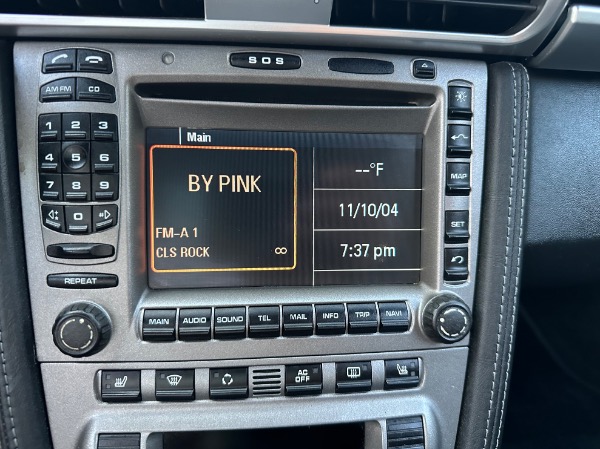 SOS
AM FM CD
1 2 3
4 5 6
7 8 9
0
REPEAT
Main
BY PINK
FM-A 1
CLS ROCK ∞
--°F
11/10/04
7:37 pm
MAP
SET
MAIN AUDIO SOUND TEL MAIL INFO TP/P NAVI
AC OFF